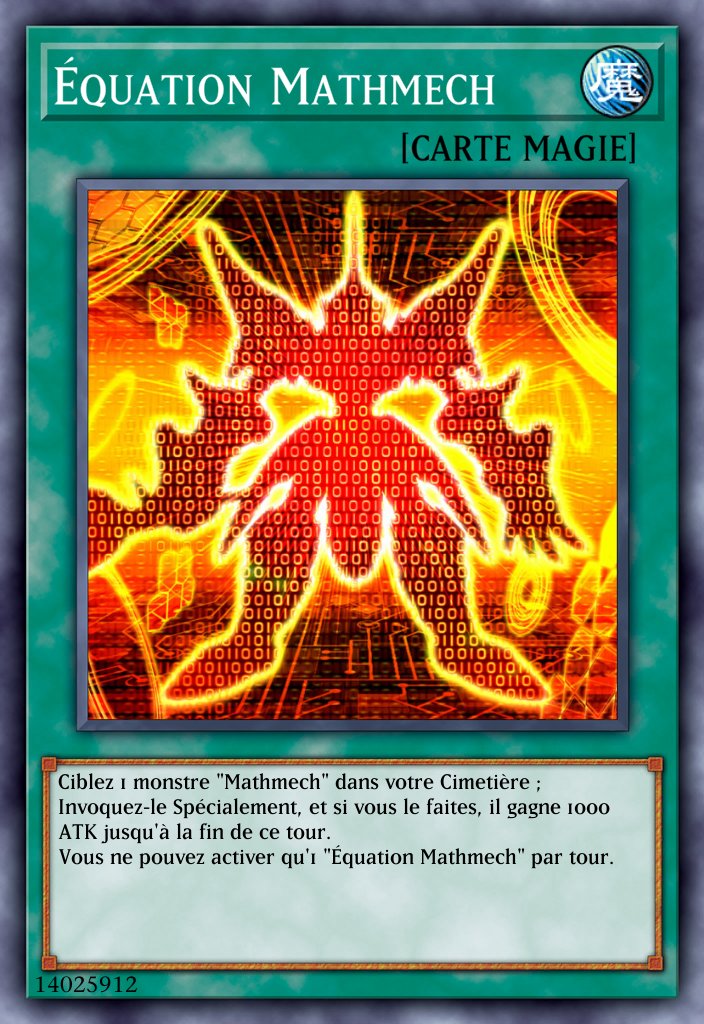 Équation Mathmech
魔
[CARTE MAGIE]
Ciblez 1 monstre "Mathmech" dans votre Cimetière ;
Invoquez-le Spécialement, et si vous le faites, il gagne 1000
ATK jusqu'à la fin de ce tour.
Vous ne pouvez activer qu'1 "Équation Mathmech" par tour.
14025912